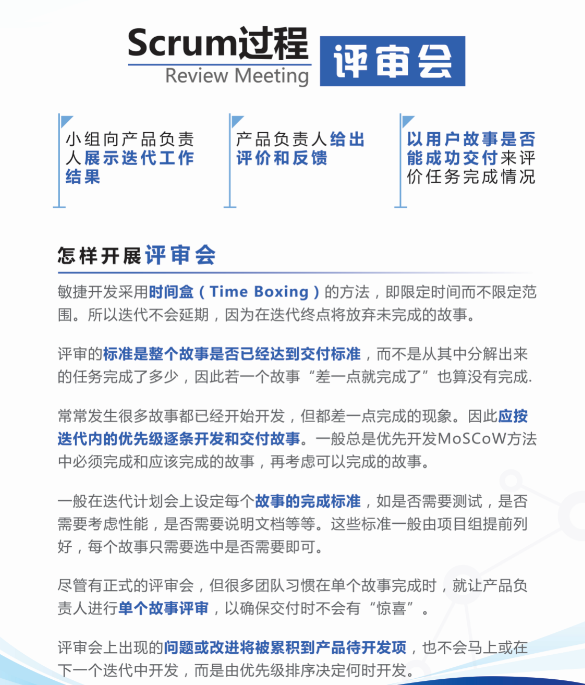 Scrum过程
Review Meeting
评审会
小组向产品负责
人展示迭代工作
结果
产品负责人给出
评价和反馈
以用户故事是否
能成功交付来评
价任务完成情况
怎样开展评审会
敏捷开发采用时间盒（Time Boxing）的方法，即限定时间而不限定范
围。所以迭代不会延期，因为在迭代终点将放弃未完成的故事。
评审的标准是整个故事是否已经达到交付标准，而不是从其中分解出来
的任务完成了多少，因此若一个故事“差一点就完成了”也算没有完成.
常常发生很多故事都已经开始开发，但都差一点完成的现象。因此应按
迭代内的优先级逐条开发和交付故事。一般总是优先开发MoSCoW方法
中必须完成和应该完成的故事，再考虑可以完成的故事。
一般在迭代计划会上设定每个故事的完成标准，如是否需要测试，是否
需要考虑性能，是否需要说明文档等等。这些标准一般由项目组提前列
好，每个故事只需要选中是否需要即可。
尽管有正式的评审会，但很多团队习惯在单个故事完成时，就让产品负
责人进行单个故事评审，以确保交付时不会有“惊喜”。
评审会上出现的问题或改进将被累积到产品待开发项，也不会马上或在
下一个迭代中开发，而是由优先级排序决定何时开发。